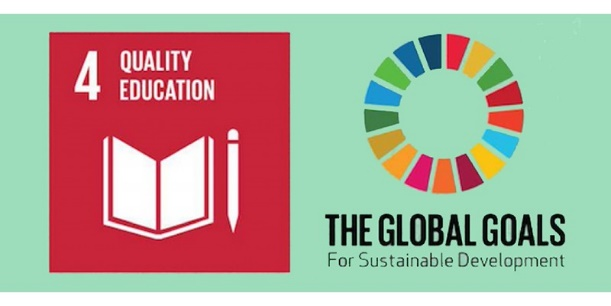 4 QUALITY
EDUCATION
THE GLOBAL GOALS
For Sustainable Development